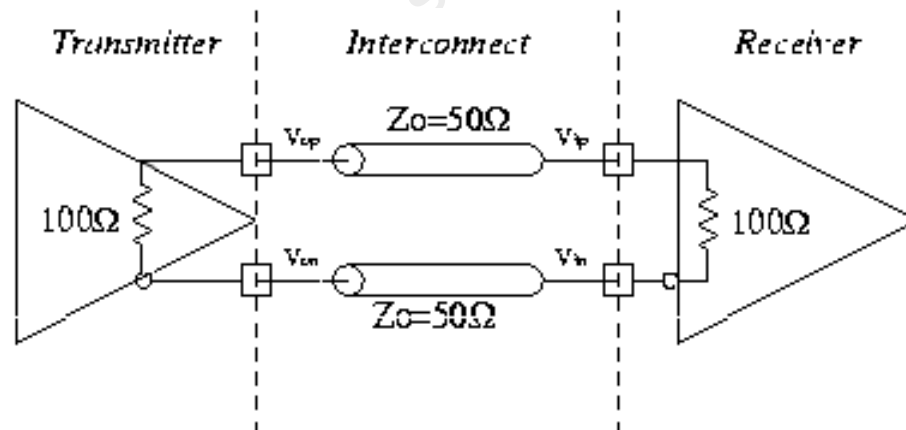 Transmitter Interconnect Receiver
Zo=50Ω
Vop Vip
100Ω 100Ω
Von Vin
Zo=50Ω